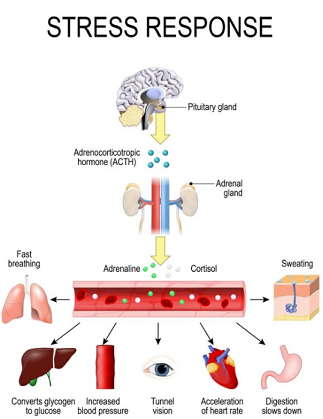 STRESS RESPONSE
Pituitary gland
Adrenocorticotropic
hormone (ACTH)
Adrenal
gland
Fast
breathing
Adrenaline
Cortisol
Sweating
Converts glycogen
to glucose
Increased
blood pressure
Tunnel
vision
Acceleration
of heart rate
Digestion
slows down